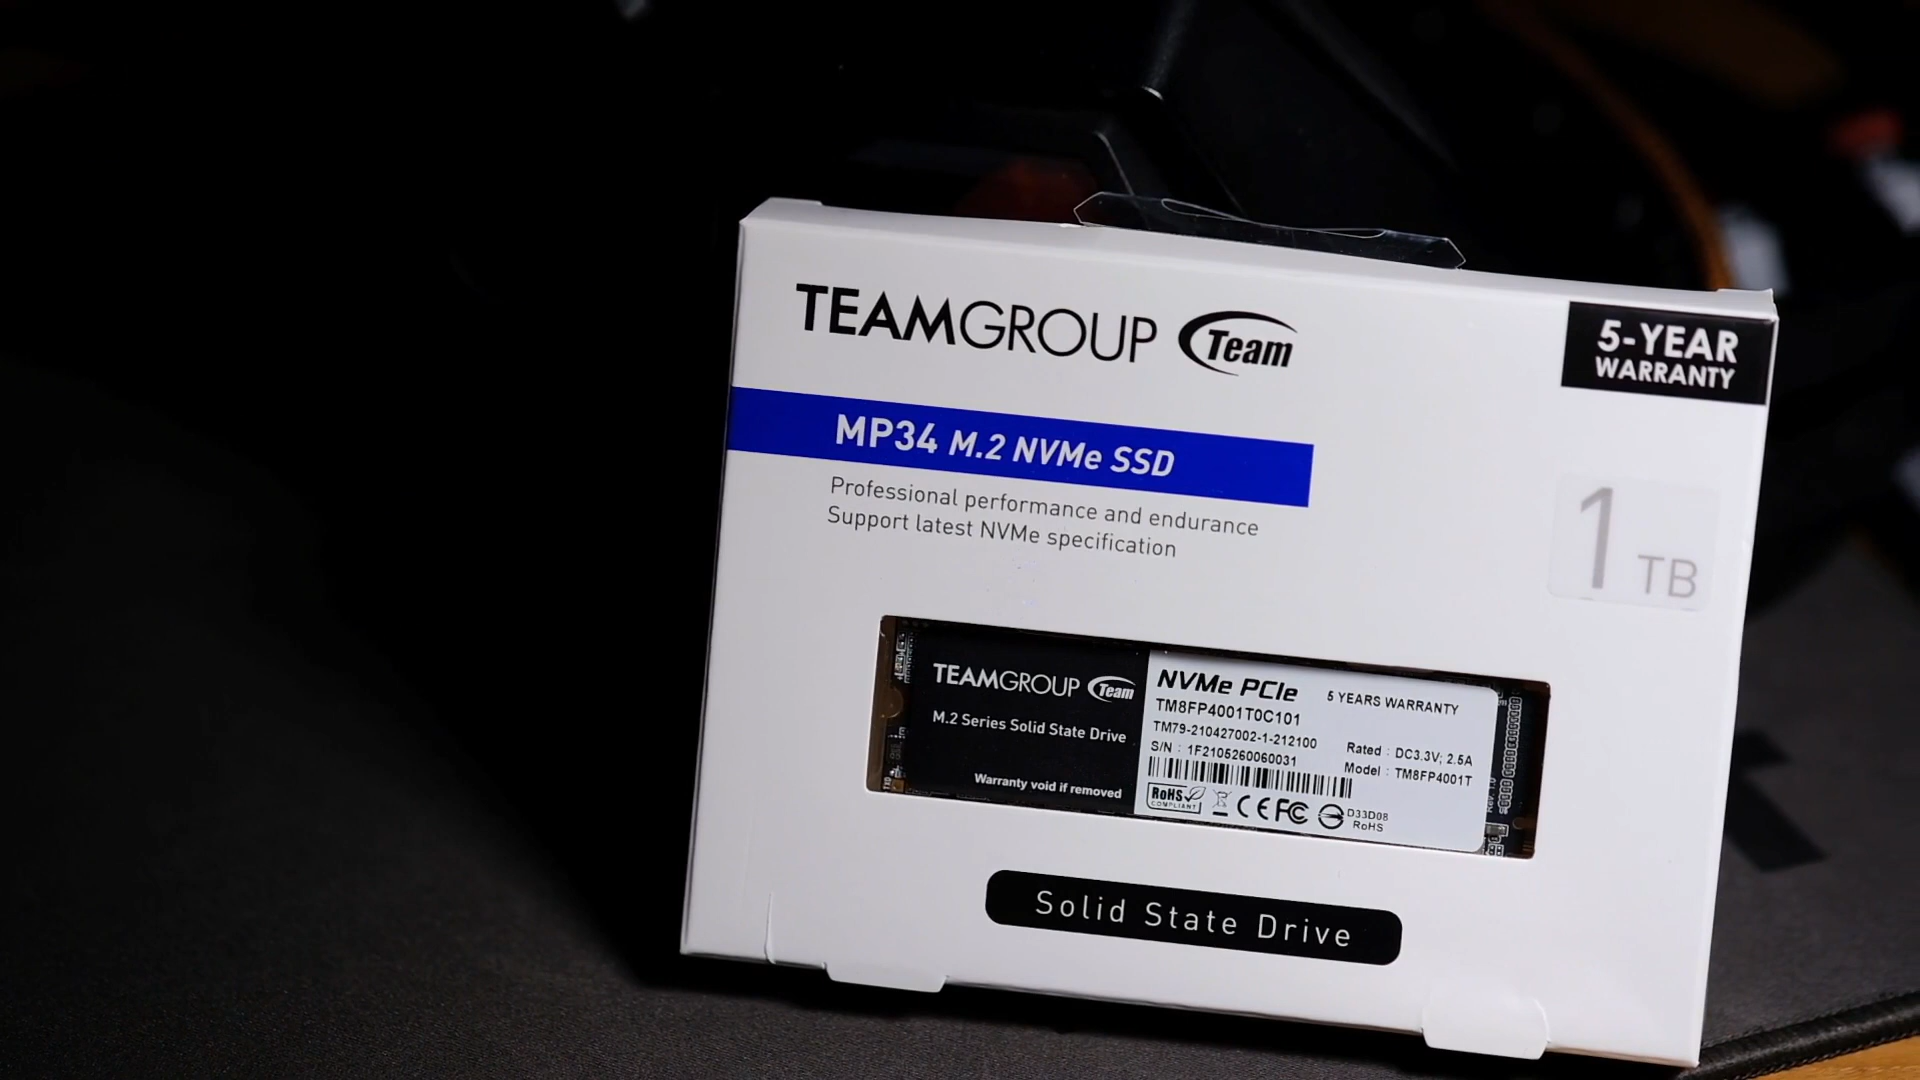 TEAMGROUP Team
5-YEAR
WARRANTY
MP34 M.2 NVMe SSD
Professional performance and endurance
Support latest NVMe specification
1 TB
TEAMGROUP Team
M.2 Series Solid State Drive
Warranty void if removed
NVMe PCIe 5 YEARS WARRANTY
TM8FP4001T0C101
TM79-210427002-1-212100
S/N : 1F2105260060031
Rated : DC3.3V; 2.5A
Model : TM8FP4001T
RoHS
COMPLIANT
CE FC
D33D08
RoHS
Solid State Drive